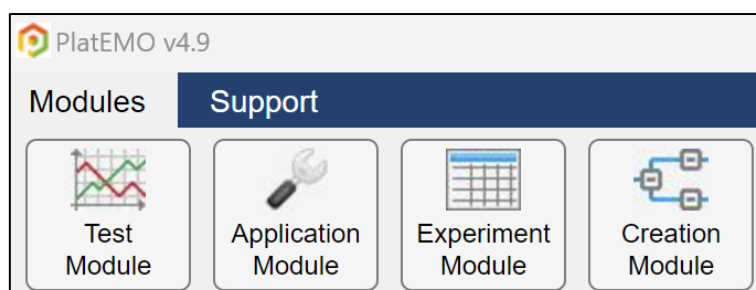 PlatEMO v4.9
Modules Support
Test Application Experiment Creation
Module Module Module Module